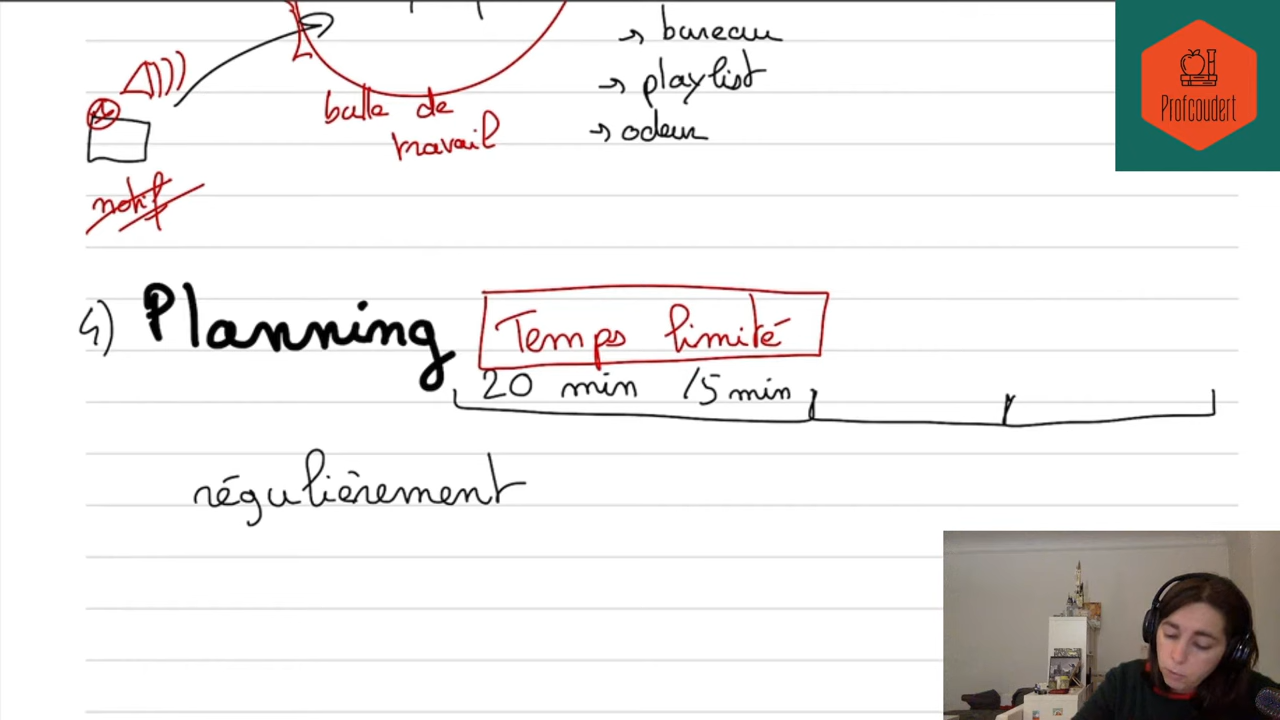 → bureau
→ playlist
→ odeur
bulle de
travail
notif
Profcoudert
4) Planning
Temps limité
20 min /5 min
régulièrement